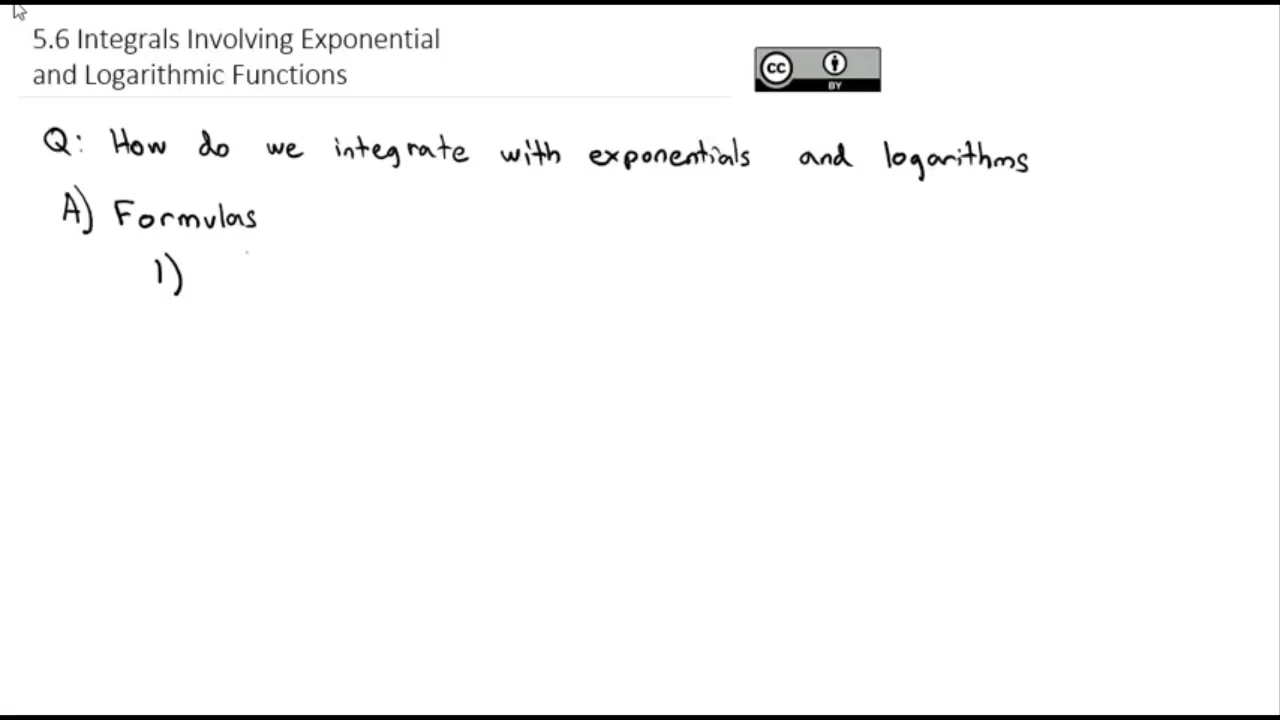 5.6 Integrals Involving Exponential
and Logarithmic Functions
CC
BY
Q: How do we integrate with exponentials and logarithms
A) Formulas
1)